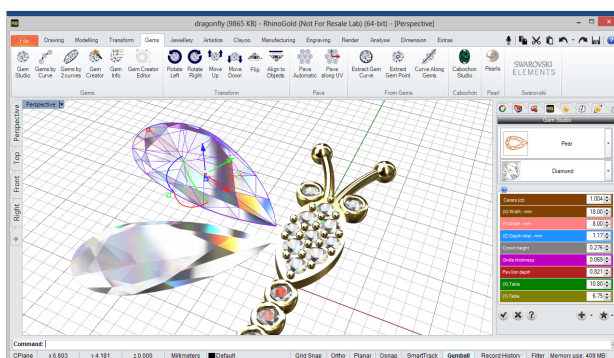 dragonfly (9865 KB) - RhinoGold (Not For Resale Lab) (64-bit) - [Perspective]
File Drawing Modelling Transform Gems Jewellery Artistics Clayoo Manufacturing Engraving Render Analyse Dimension Extras
Gem Studio Gems by Curve Gems by 2 curves Gem Creator Gem Info Gem Creator Editor Rotate Left Rotate Right Move Up Move Down Flip Align to Objects Pave Automatic Pave along UV Extract Gem Curve Extract Gem Point Curve Along Gems Cabochon Studio Pearls SWAROVSKI ELEMENTS
Gems Transform Pave From Gems Cabochon Pearl Swarovski
Perspective
Perspective
Top
Front
Right
Gem Studio
Pear
Diamond
Carats (ct) 1.004
(X) Width - mm 18.00
(Y) Width - mm 8.00
(Z) Depth total - mm 1.17
Crown height 0.276
Girdle thickness 0.069
Pavilion depth 0.821
(X) Table 10.80
(Y) Table 6.75
Command:
CPlane x 6.603 y 4.181 z 0.000 Millimeters Default Grid Snap Ortho Planar Osnap SmartTrack Gumball Record History Filter Memory use: 409 MB